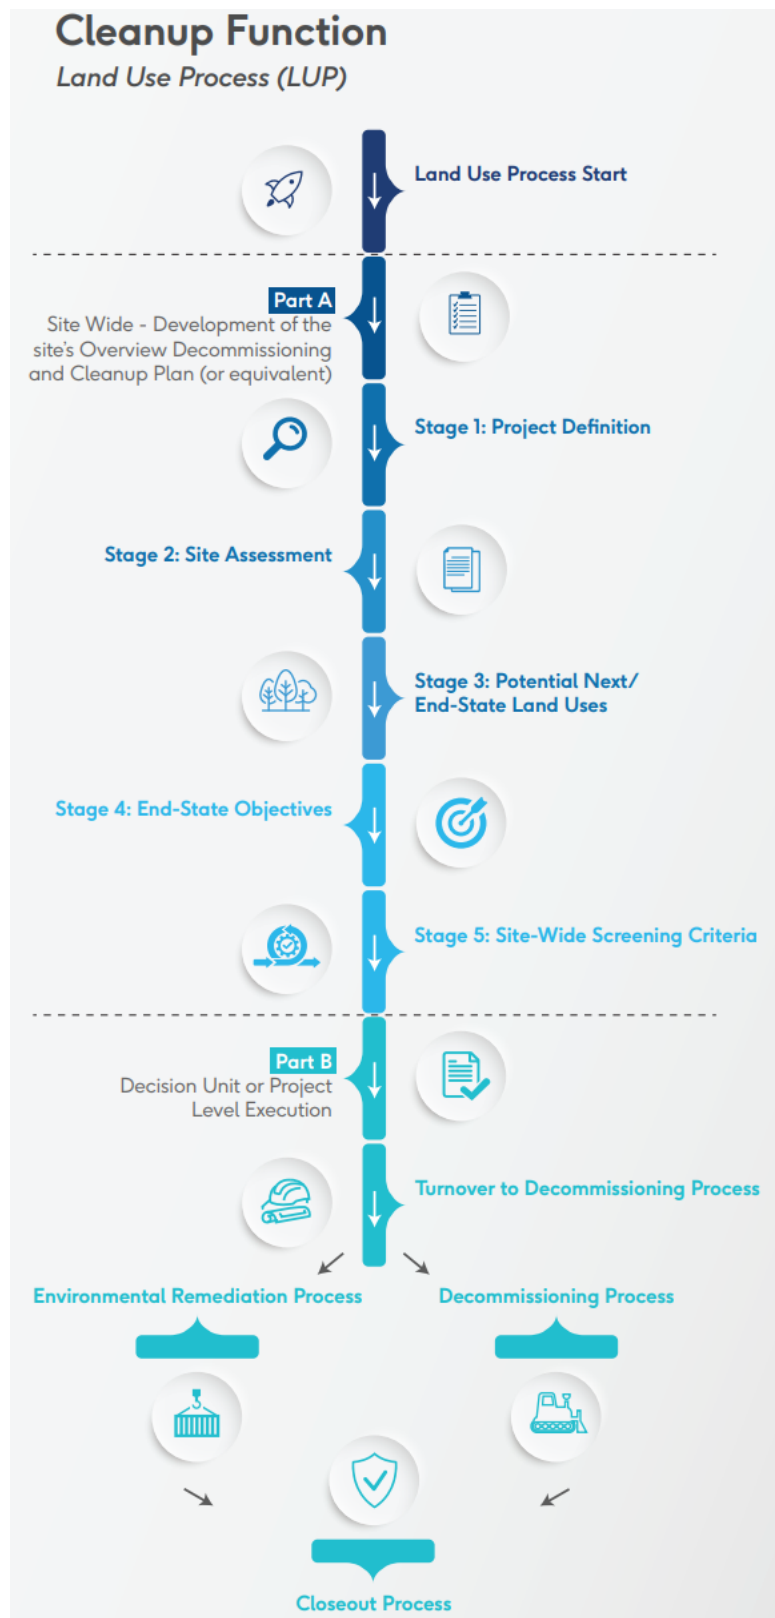 Cleanup Function
Land Use Process (LUP)
Land Use Process Start
Part A
Site Wide - Development of the
site's Overview Decommissioning
and Cleanup Plan (or equivalent)
Stage 1: Project Definition
Stage 2: Site Assessment
Stage 3: Potential Next/
End-State Land Uses
Stage 4: End-State Objectives
Stage 5: Site-Wide Screening Criteria
Part B
Decision Unit or Project
Level Execution
Turnover to Decommissioning Process
Environmental Remediation Process
Decommissioning Process
Closeout Process